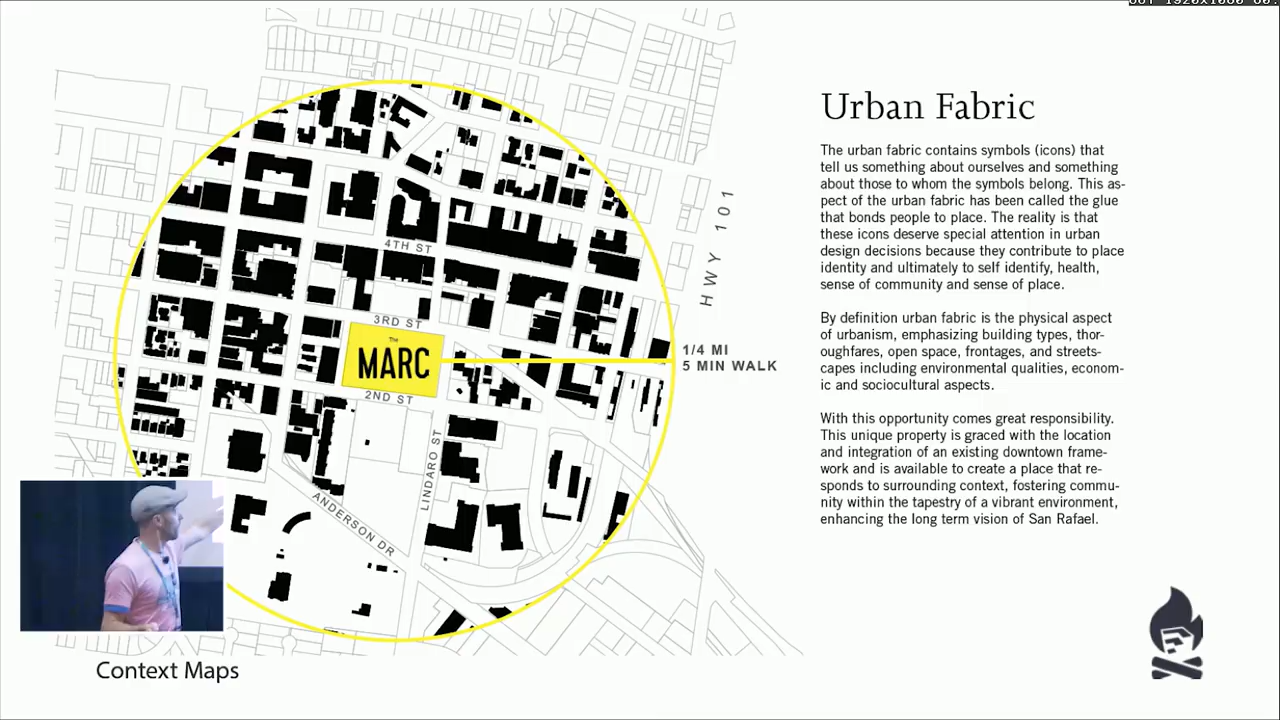 Urban Fabric
The urban fabric contains symbols (icons) that
tell us something about ourselves and something
about those to whom the symbols belong. This as-
pect of the urban fabric has been called the glue
that bonds people to place. The reality is that
these icons deserve special attention in urban
design decisions because they contribute to place
identity and ultimately to self identify, health,
sense of community and sense of place.
By definition urban fabric is the physical aspect
of urbanism, emphasizing building types, thor-
oughfares, open space, frontages, and streets-
capes including environmental qualities, econom-
ic and sociocultural aspects.
With this opportunity comes great responsibility.
This unique property is graced with the location
and integration of an existing downtown frame-
work and is available to create a place that re-
sponds to surrounding context, fostering commu-
nity within the tapestry of a vibrant environment,
enhancing the long term vision of San Rafael.
HWY 101
4TH ST
3RD ST
The
MARC
1/4 MI
5 MIN WALK
2ND ST
LINDARO ST
ANDERSON DR
Context Maps